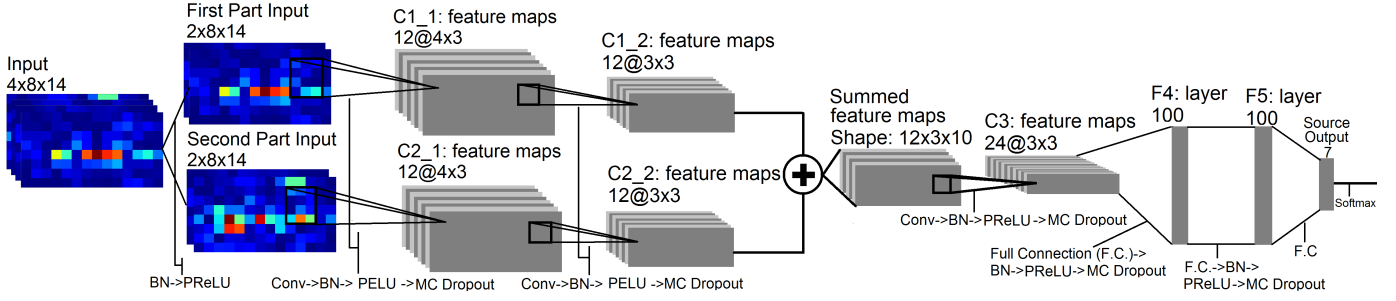 Input
4x8x14
First Part Input
2x8x14
Second Part Input
2x8x14
BN->PReLU
C1_1: feature maps
12@4x3
C2_1: feature maps
12@4x3
Conv->BN-> PELU ->MC Dropout
C1_2: feature maps
12@3x3
C2_2: feature maps
12@3x3
Conv->BN-> PELU ->MC Dropout
Summed
feature maps
Shape: 12x3x10
C3: feature maps
24@3x3
Conv->BN->PReLU->MC Dropout
Full Connection (F.C.)->
BN->PReLU->MC Dropout
F4: layer
100
F5: layer
100
F.C.->BN->
PReLU->MC Dropout
Source
Output
7
F.C
Softmax